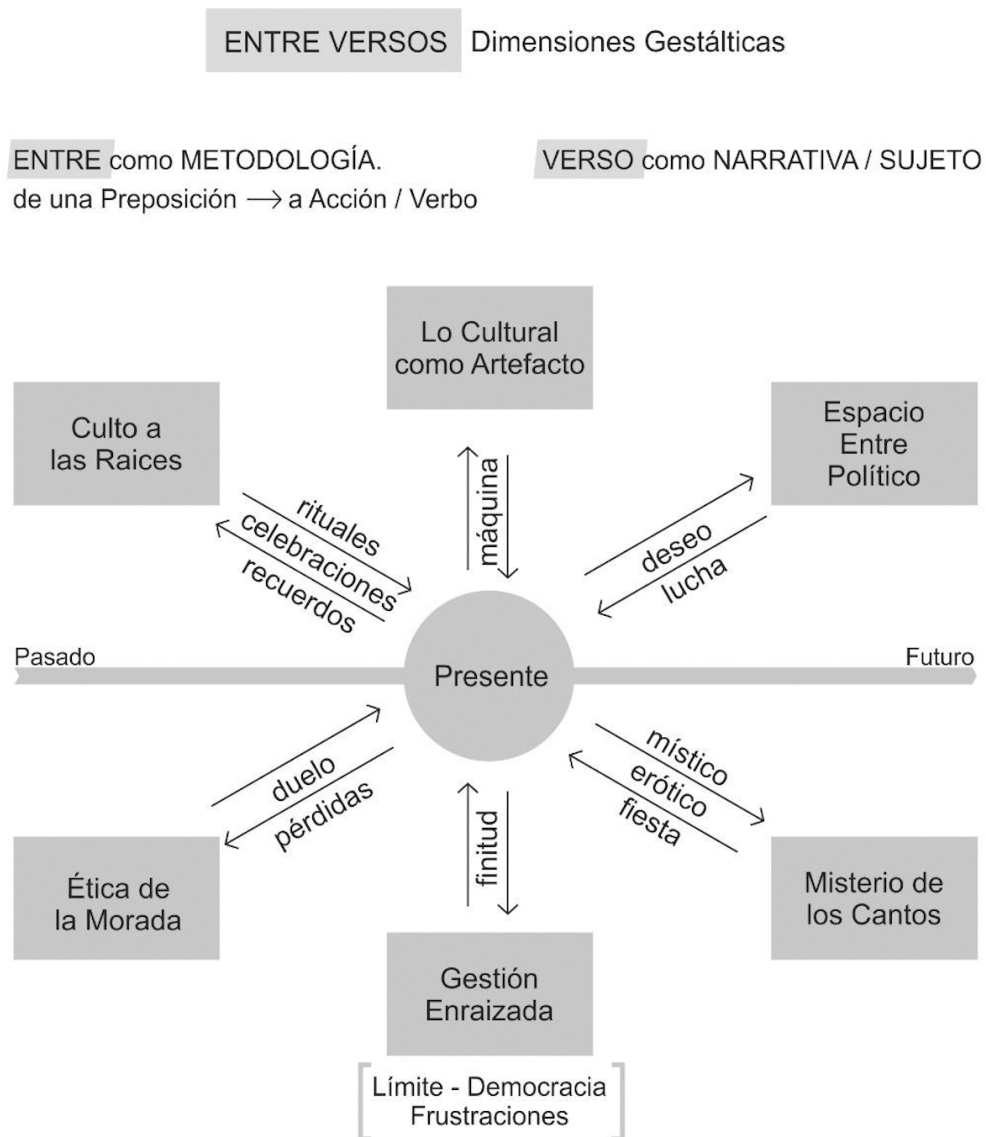 ENTRE VERSOS Dimensiones Gestálticas
ENTRE como METODOLOGÍA.
de una Preposición → a Acción / Verbo
VERSO como NARRATIVA / SUJETO
Lo Cultural
como Artefacto
Culto a
las Raices
Espacio
Entre
Político
rituales
celebraciones
recuerdos
máquina
deseo
lucha
Pasado
Presente
Futuro
duelo
pérdidas
finitud
místico
erótico
fiesta
Ética de
la Morada
Gestión
Enraizada
Misterio de
los Cantos
Límite - Democracia
Frustraciones